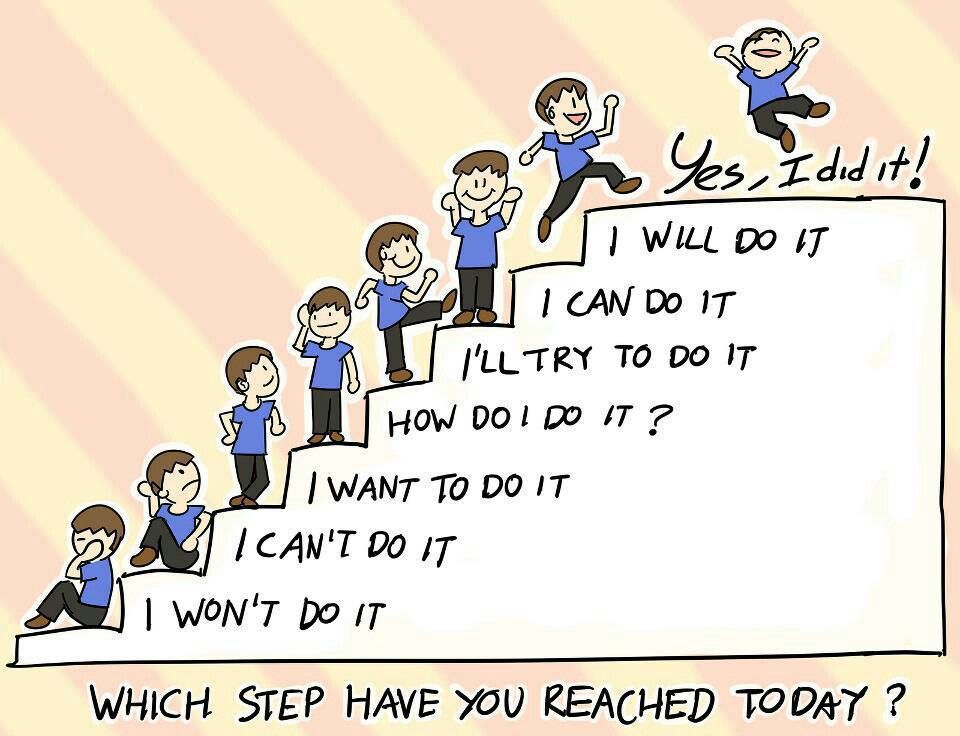 Yes, I did it!
I WILL DO IT
I CAN DO IT
I'LL TRY TO DO IT
HOW DO I DO IT ?
I WANT TO DO IT
I CAN'T DO IT
I WON'T DO IT
WHICH STEP HAVE YOU REACHED TODAY ?